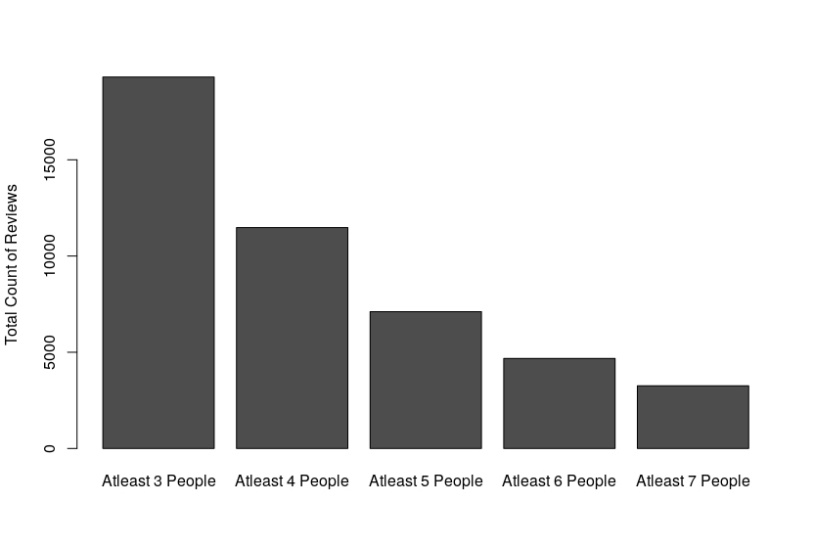 Total Count of Reviews
15000
10000
5000
0
Atleast 3 People Atleast 4 People Atleast 5 People Atleast 6 People Atleast 7 People